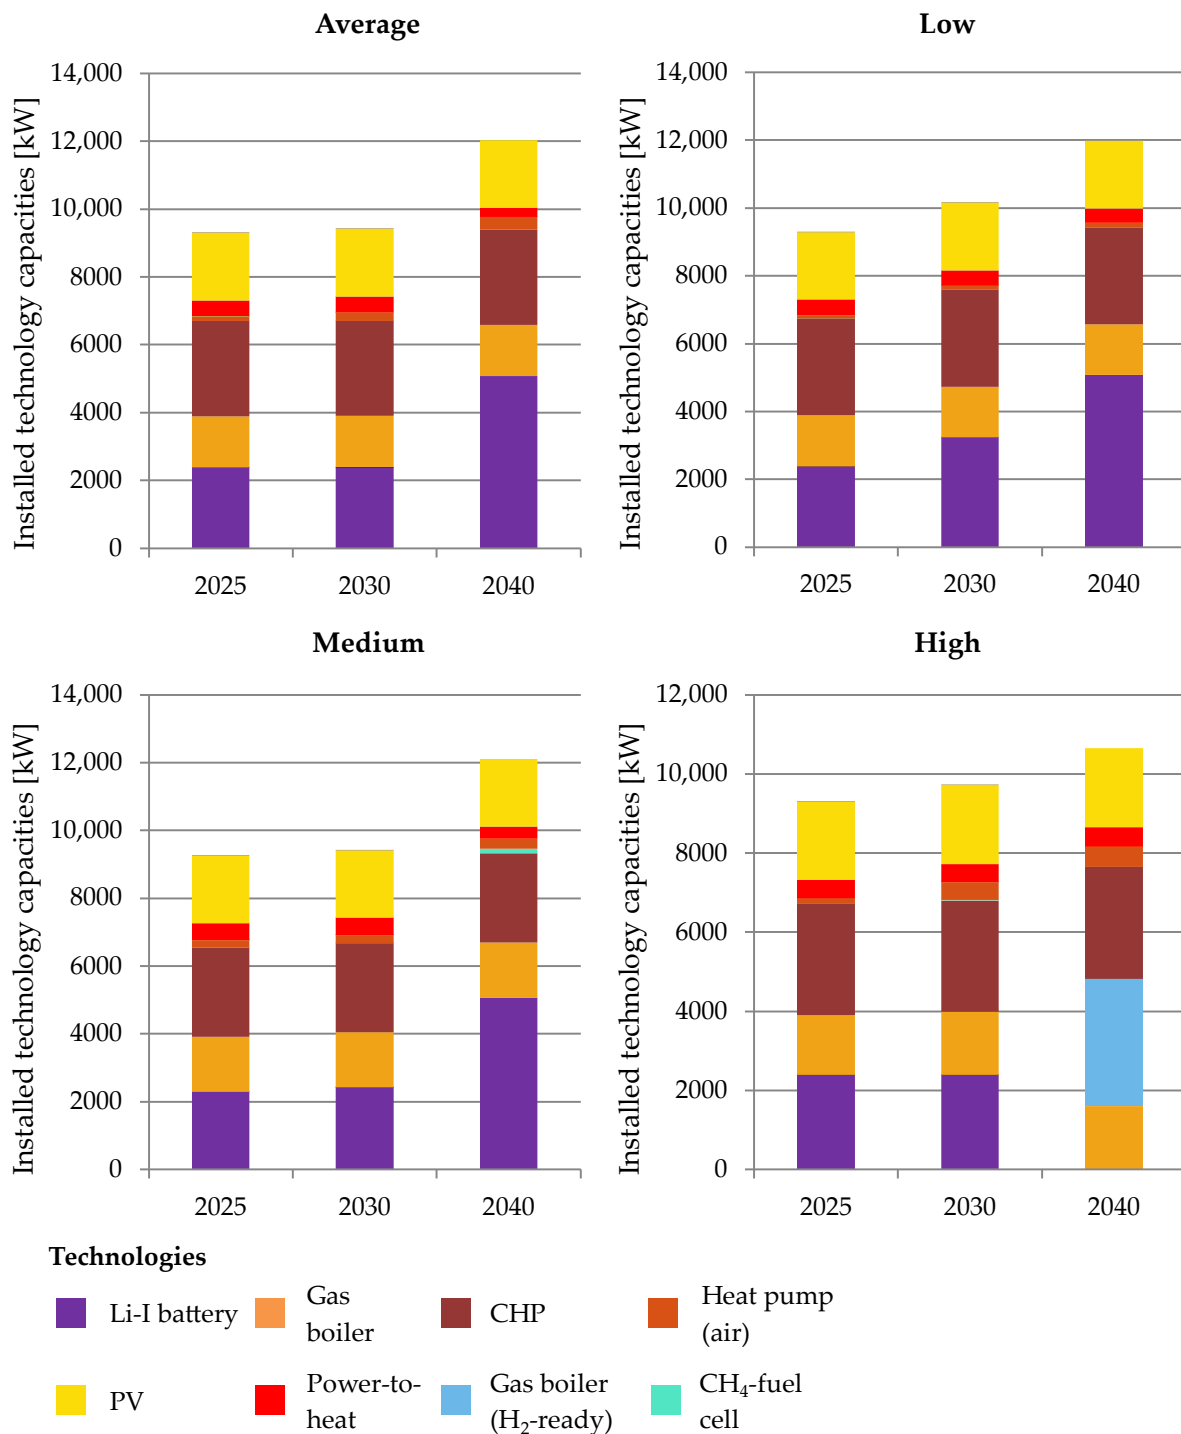 Average
Installed technology capacities [kW]
14,000
12,000
10,000
8000
6000
4000
2000
0
2025 2030 2040
Low
Installed technology capacities [kW]
14,000
12,000
10,000
8000
6000
4000
2000
0
2025 2030 2040
Medium
Installed technology capacities [kW]
14,000
12,000
10,000
8000
6000
4000
2000
0
2025 2030 2040
High
Installed technology capacities [kW]
12,000
10,000
8000
6000
4000
2000
0
2025 2030 2040
Technologies
Li-I battery
Gas
boiler
CHP
Heat pump
(air)
PV
Power-to-
heat
Gas boiler
(H₂-ready)
CH₄-fuel
cell